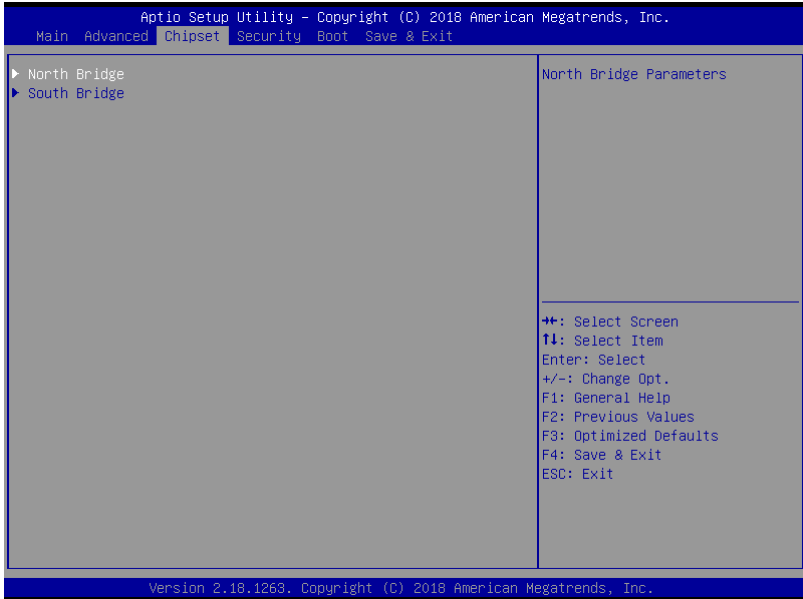 Aptio Setup Utility – Copyright (C) 2018 American Megatrends, Inc.
Main Advanced Chipset Security Boot Save & Exit
▶ North Bridge
▶ South Bridge
North Bridge Parameters
→←: Select Screen
↑↓: Select Item
Enter: Select
+/-: Change Opt.
F1: General Help
F2: Previous Values
F3: Optimized Defaults
F4: Save & Exit
ESC: Exit
Version 2.18.1263. Copyright (C) 2018 American Megatrends, Inc.